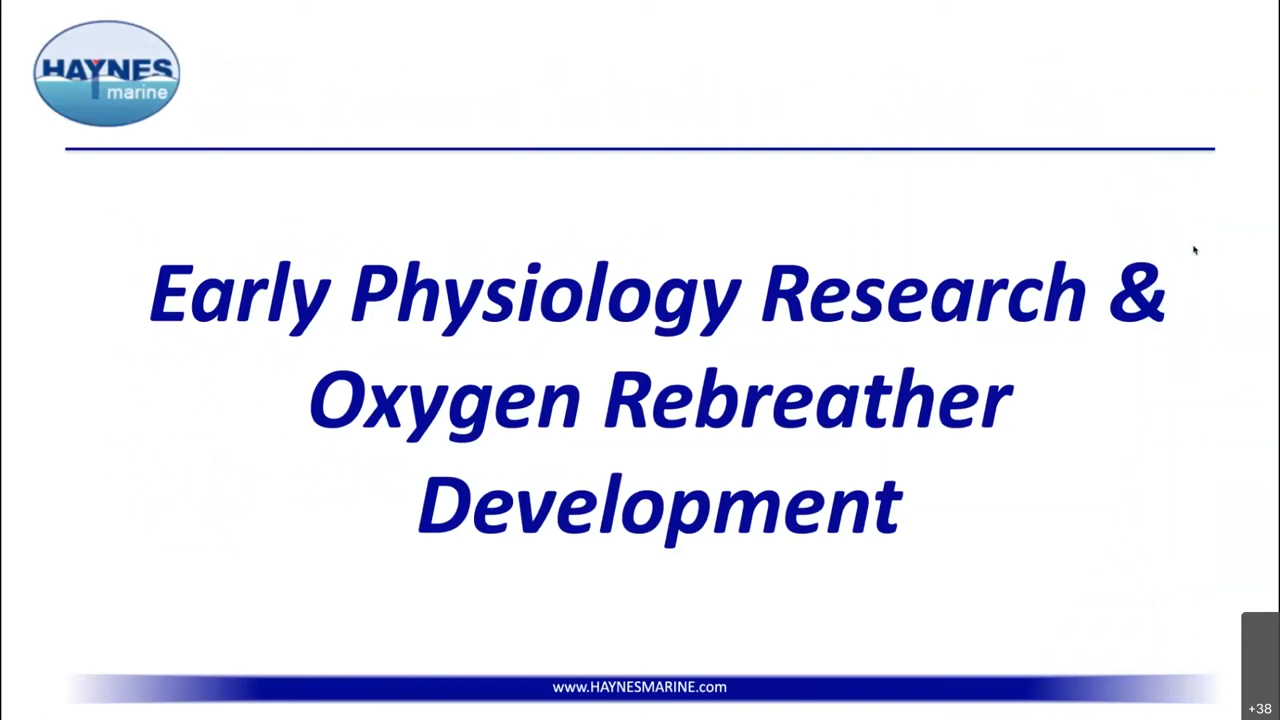 HAYNES
marine
Early Physiology Research &
Oxygen Rebreather
Development
www.HAYNESMARINE.com
+38